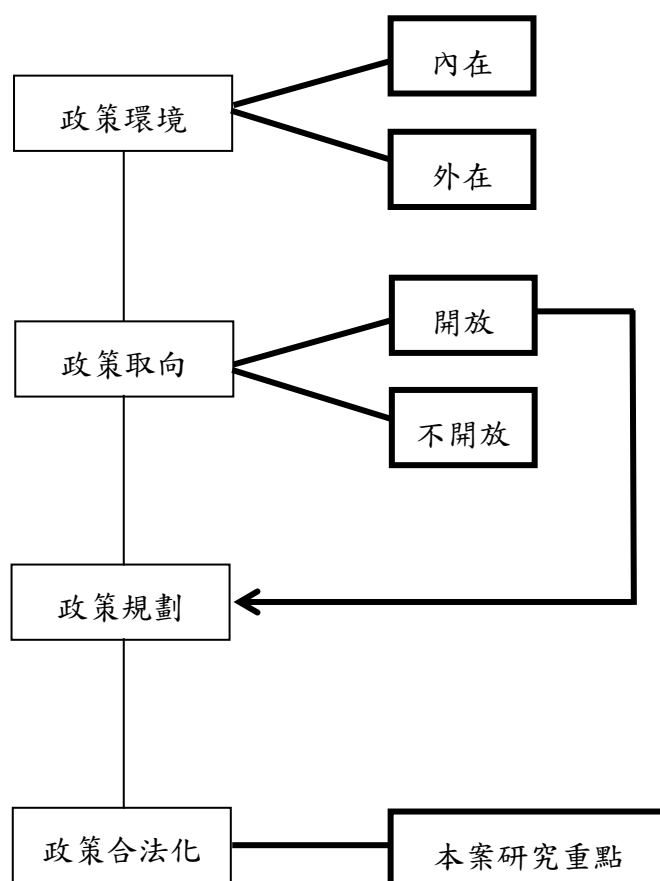 內在
政策環境
外在
開放
政策取向
不開放
政策規劃
政策合法化
本案研究重點